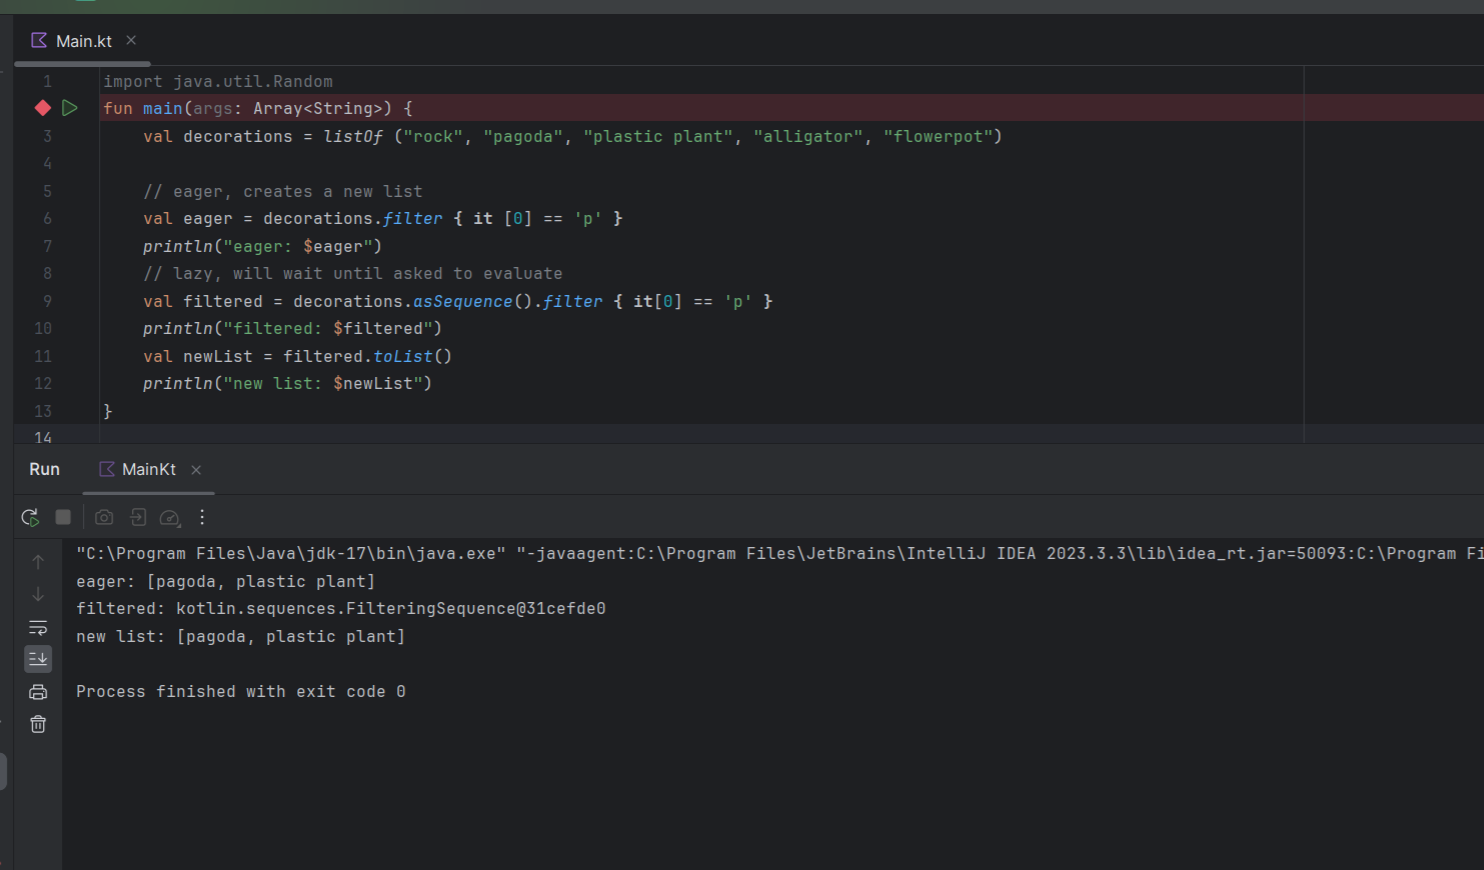 Main.kt
1 import java.util.Random
fun main(args: Array<String>) {
3 val decorations = listOf ("rock", "pagoda", "plastic plant", "alligator", "flowerpot")
4
5 // eager, creates a new list
6 val eager = decorations.filter { it [0] == 'p' }
7 println("eager: $eager")
8 // lazy, will wait until asked to evaluate
9 val filtered = decorations.asSequence().filter { it[0] == 'p' }
10 println("filtered: $filtered")
11 val newList = filtered.toList()
12 println("new list: $newList")
13 }
14
Run MainKt
"C:\Program Files\Java\jdk-17\bin\java.exe" "-javaagent:C:\Program Files\JetBrains\IntelliJ IDEA 2023.3.3\lib\idea_rt.jar=50093:C:\Program Fi
eager: [pagoda, plastic plant]
filtered: kotlin.sequences.FilteringSequence@31cefde0
new list: [pagoda, plastic plant]
Process finished with exit code 0